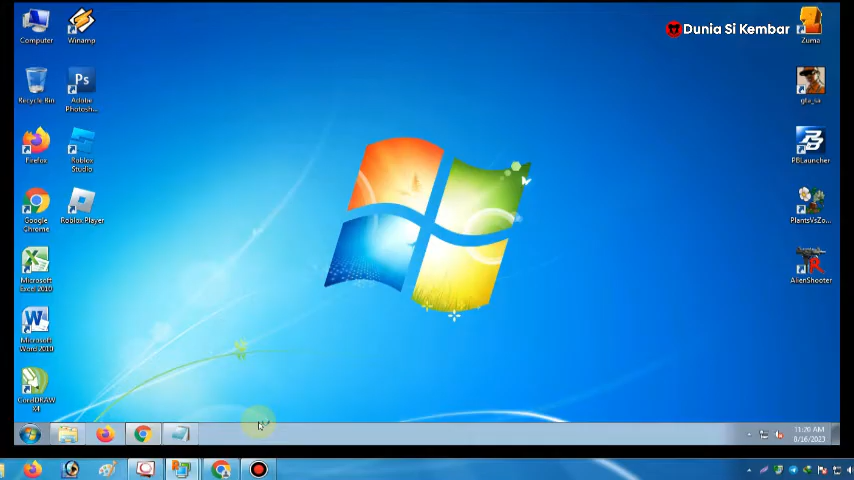 Computer
Winamp
Dunia Si Kembar
Zuma
Recycle Bin
Adobe
Photosh...
gta_sa
Firefox
Roblox
Studio
PBLauncher
Google
Chrome
Roblox Player
PlantsVsZo...
Microsoft
Excel 2010
AlienShooter
Microsoft
Word 2010
CorelDRAW
X4
11:20 AM
8/16/2023